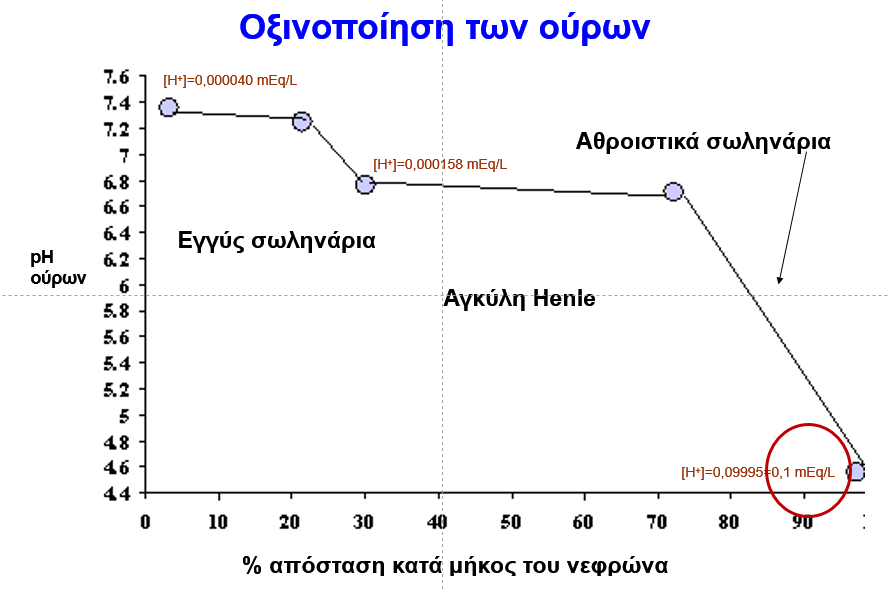 Οξινοποίηση των ούρων
7.6
[H⁺]=0,000040 mEq/L
7.4
7.2
Αθροιστικά σωληνάρια
7
[H⁺]=0,000158 mEq/L
6.8
6.6
6.4
Εγγύς σωληνάρια
6.2
pH
ούρων
6
Αγκύλη Henle
5.8
5.6
5.4
5.2
5
4.8
4.6
[H⁺]=0,09995=0,1 mEq/L
4.4
0 10 20 30 40 50 60 70 80 90
% απόσταση κατά μήκος του νεφρώνα